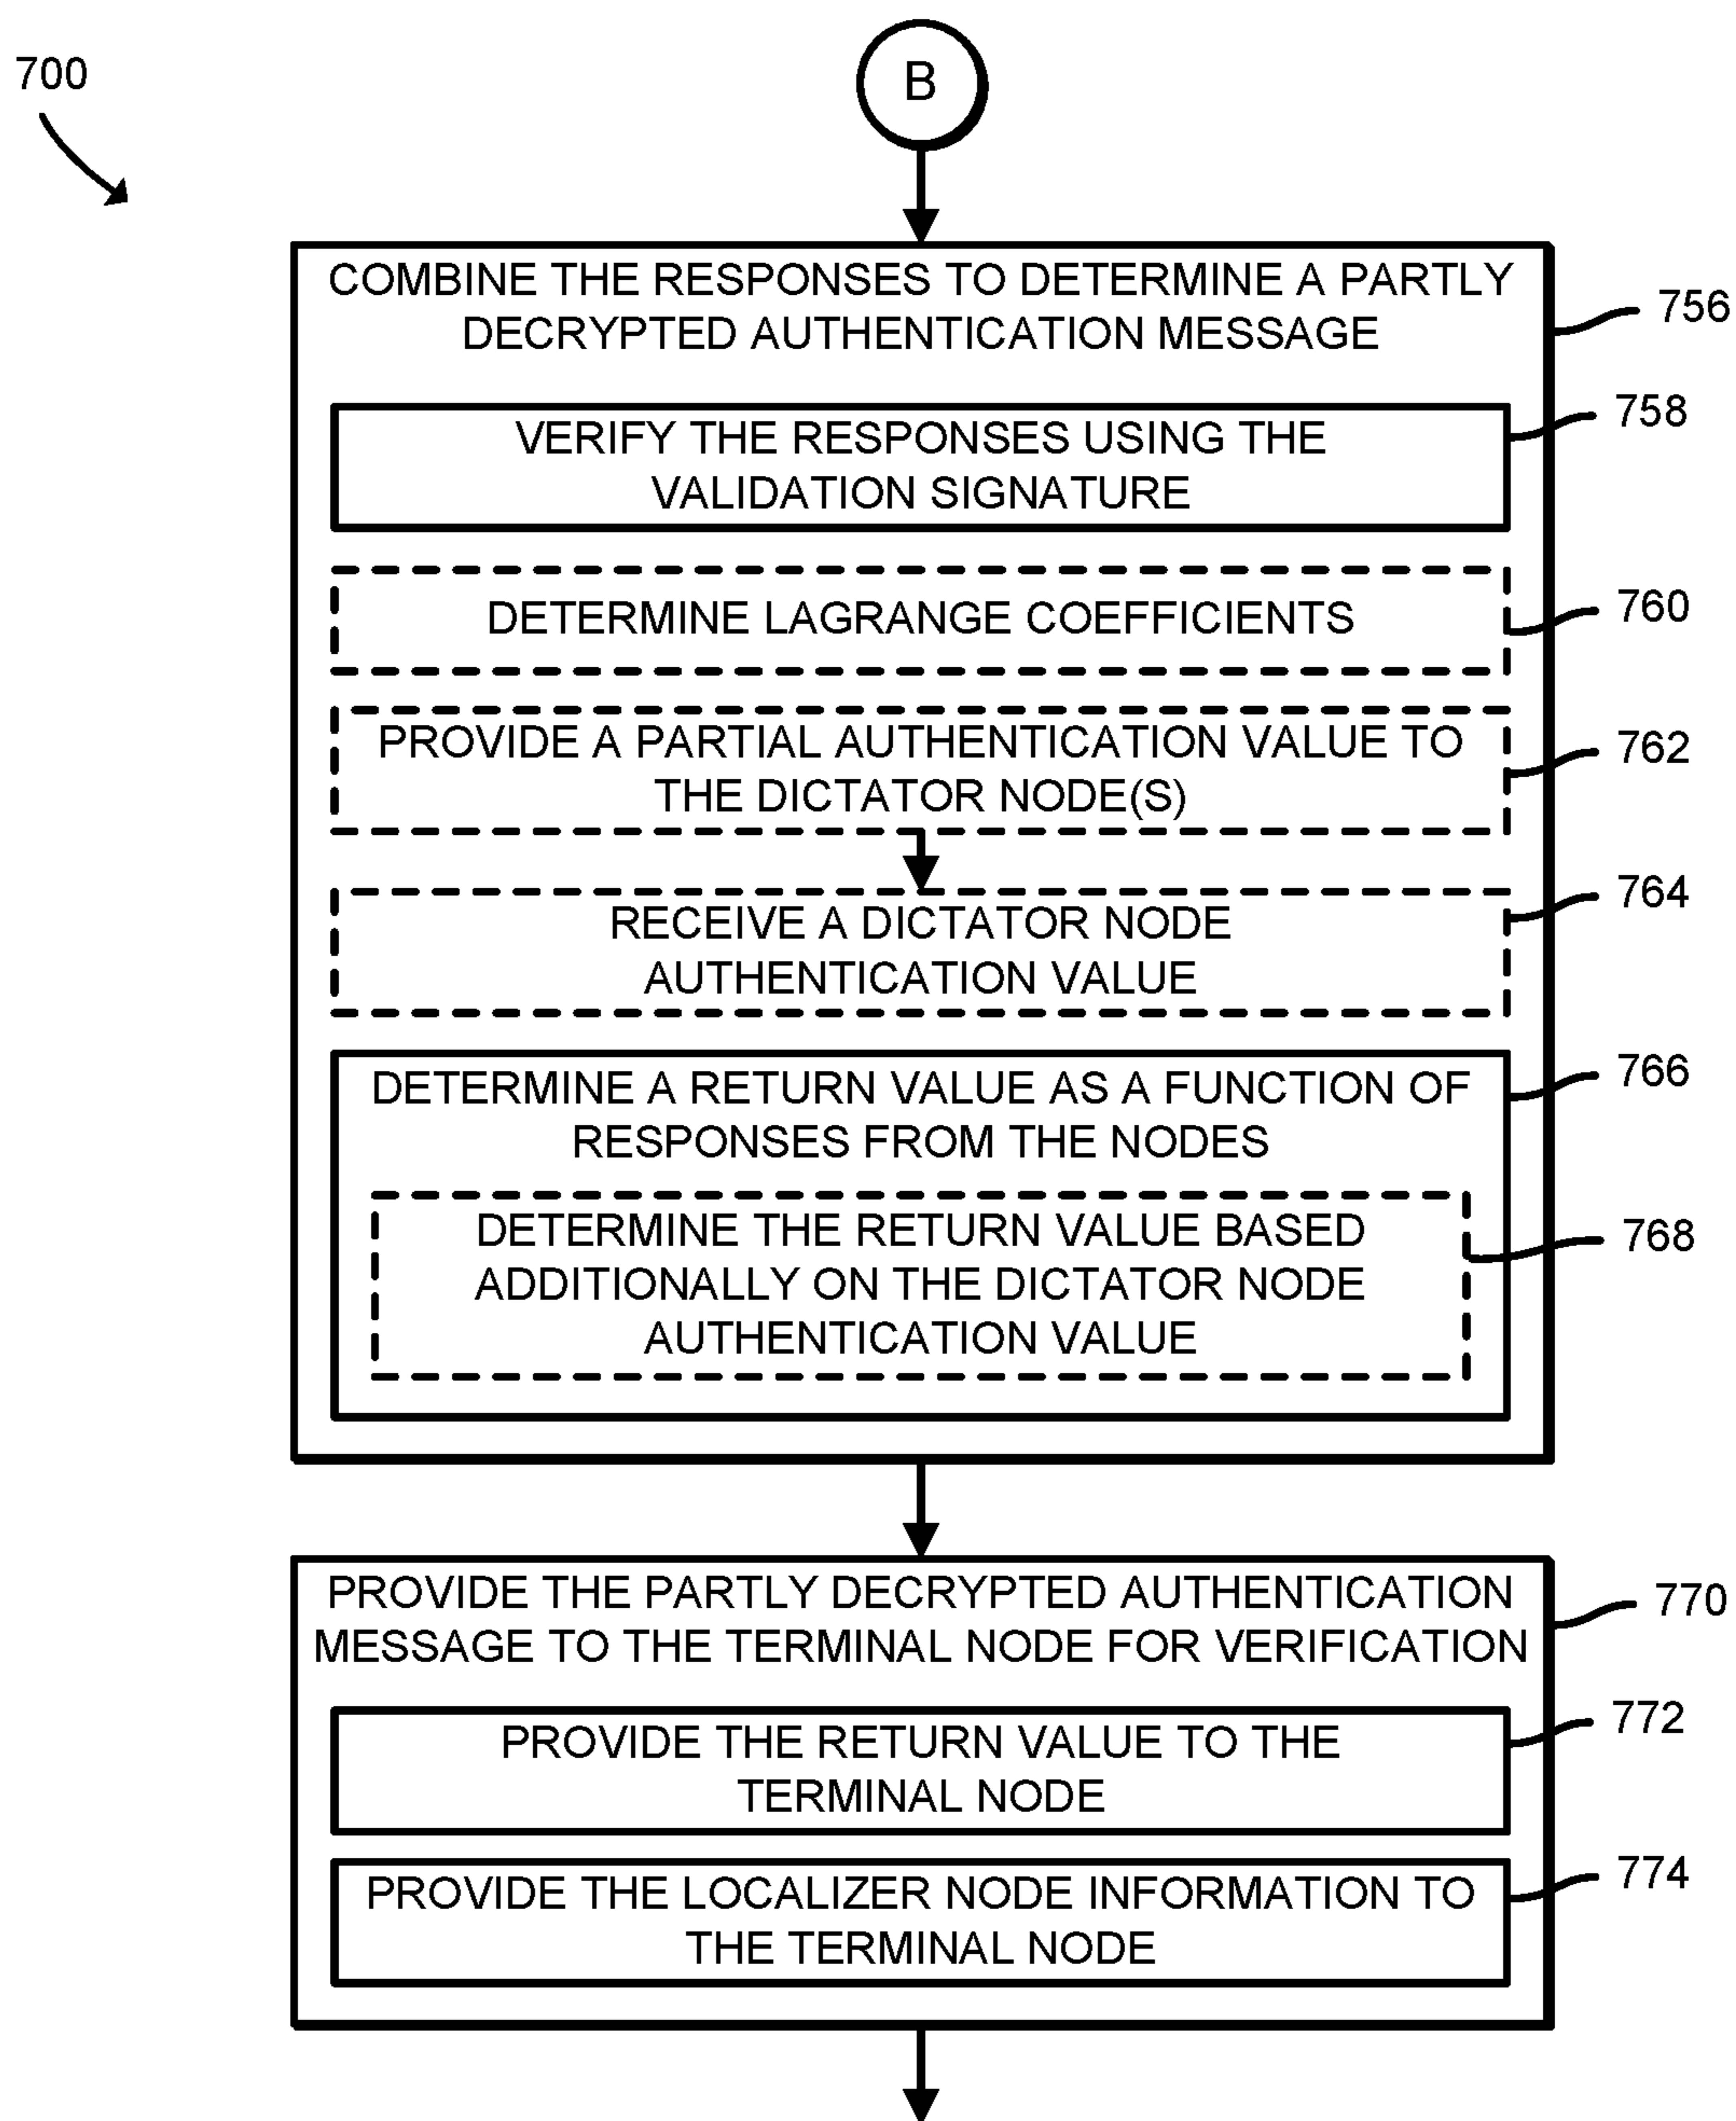 700
B
COMBINE THE RESPONSES TO DETERMINE A PARTLY
DECRYPTED AUTHENTICATION MESSAGE
756
VERIFY THE RESPONSES USING THE
VALIDATION SIGNATURE
758
DETERMINE LAGRANGE COEFFICIENTS
760
PROVIDE A PARTIAL AUTHENTICATION VALUE TO
THE DICTATOR NODE(S)
762
RECEIVE A DICTATOR NODE
AUTHENTICATION VALUE
764
DETERMINE A RETURN VALUE AS A FUNCTION OF
RESPONSES FROM THE NODES
766
DETERMINE THE RETURN VALUE BASED
ADDITIONALLY ON THE DICTATOR NODE
AUTHENTICATION VALUE
768
PROVIDE THE PARTLY DECRYPTED AUTHENTICATION
MESSAGE TO THE TERMINAL NODE FOR VERIFICATION
770
PROVIDE THE RETURN VALUE TO THE
TERMINAL NODE
772
PROVIDE THE LOCALIZER NODE INFORMATION TO
THE TERMINAL NODE
774